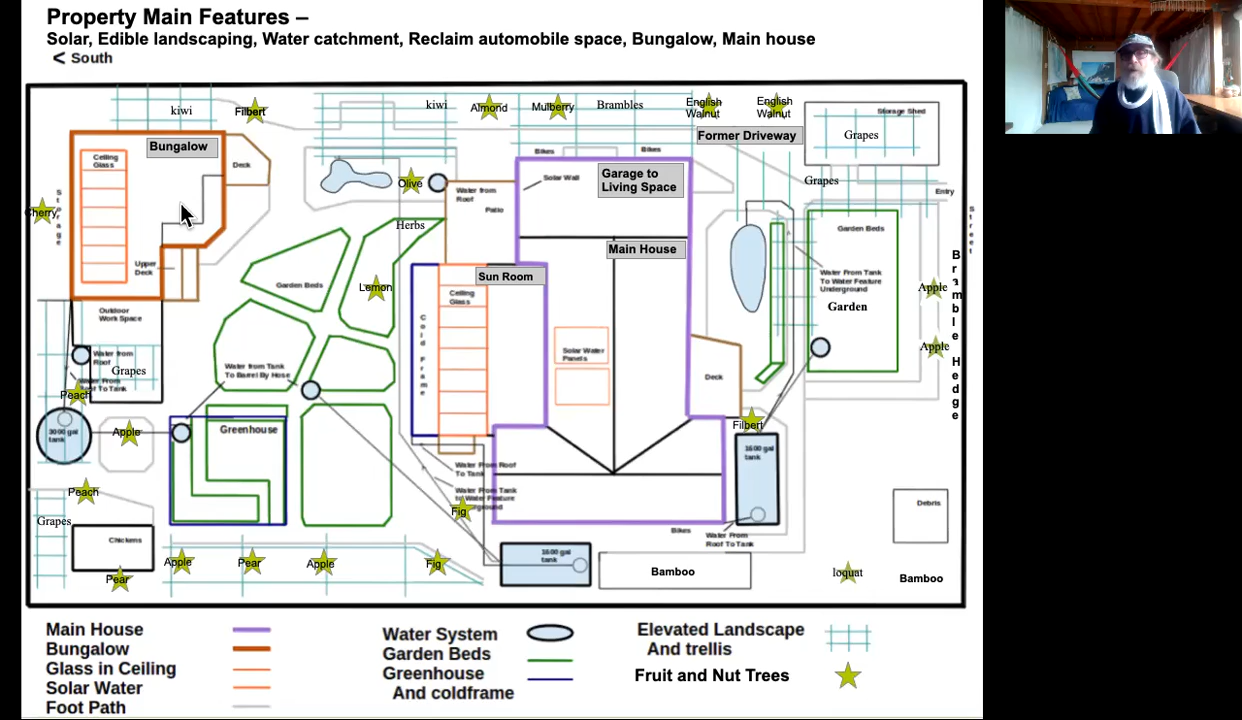 Property Main Features –
Solar, Edible landscaping, Water catchment, Reclaim automobile space, Bungalow, Main house
< South
kiwi
Filbert
kiwi
Almond
Mulberry
Brambles
English
Walnut
English
Walnut
Storage Shed
Grapes
Former Driveway
Bungalow
Ceiling
Glass
Deck
Bikes
Bikes
Solar Wall
Garage to
Living Space
Olive
Water from
Roof
Patio
Grapes
Entry
Street
Cherry
Storage
Herbs
Main House
Garden Beds
Upper
Deck
Garden Beds
Lemon
Sun Room
Ceiling
Glass
Cold Frame
Water From Tank
To Water Feature
Underground
Garden
Apple
Apple
Bramble Hedge
Outdoor
Work Space
Water from
Roof
Grapes
Water From
Roof To Tank
Peach
Water from Tank
To Barrel By Hose
Solar Water
Panels
Deck
Filbert
3000 gal
tank
Apple
Greenhouse
Water From Roof
To Tank
Water From Tank
to Water Feature
Fig
1600 gal
tank
Peach
Grapes
Chickens
Pear
Apple
Pear
Apple
Fig
1600 gal
tank
Bikes
Water From
Roof To Tank
Debris
Bamboo
loquat
Bamboo
Main House
Bungalow
Glass in Ceiling
Solar Water
Foot Path
Water System
Garden Beds
Greenhouse
And coldframe
Elevated Landscape
And trellis
Fruit and Nut Trees